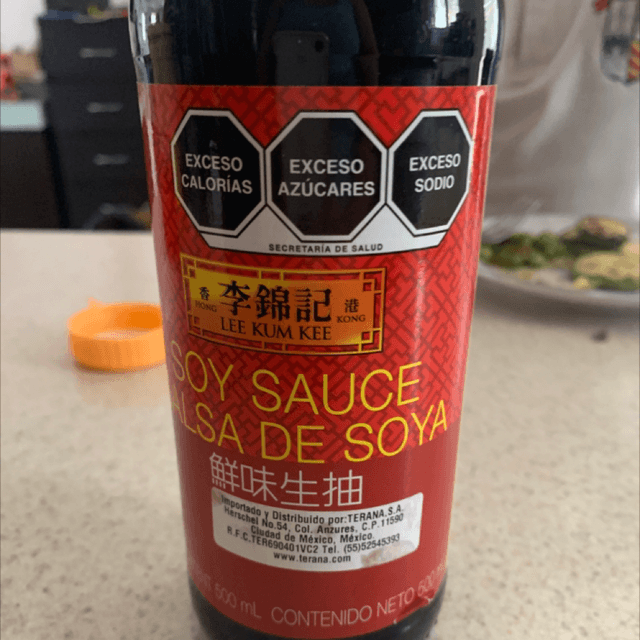 EXCESO CALORÍAS
EXCESO AZÚCARES
EXCESO SODIO
SECRETARÍA DE SALUD
香 李錦記 港
HONG LEE KUM KEE KONG
SOY SAUCE
SALSA DE SOYA
鮮味生抽
Importado y Distribuido por:TERANA.S.A.
Herschel No.54, Col. Anzures, C.P.11590
Ciudad de México, México.
R.F.C.TER690401VC2 Tel. (55)52545393
www.terana.com
500 mL CONTENIDO NETO 500